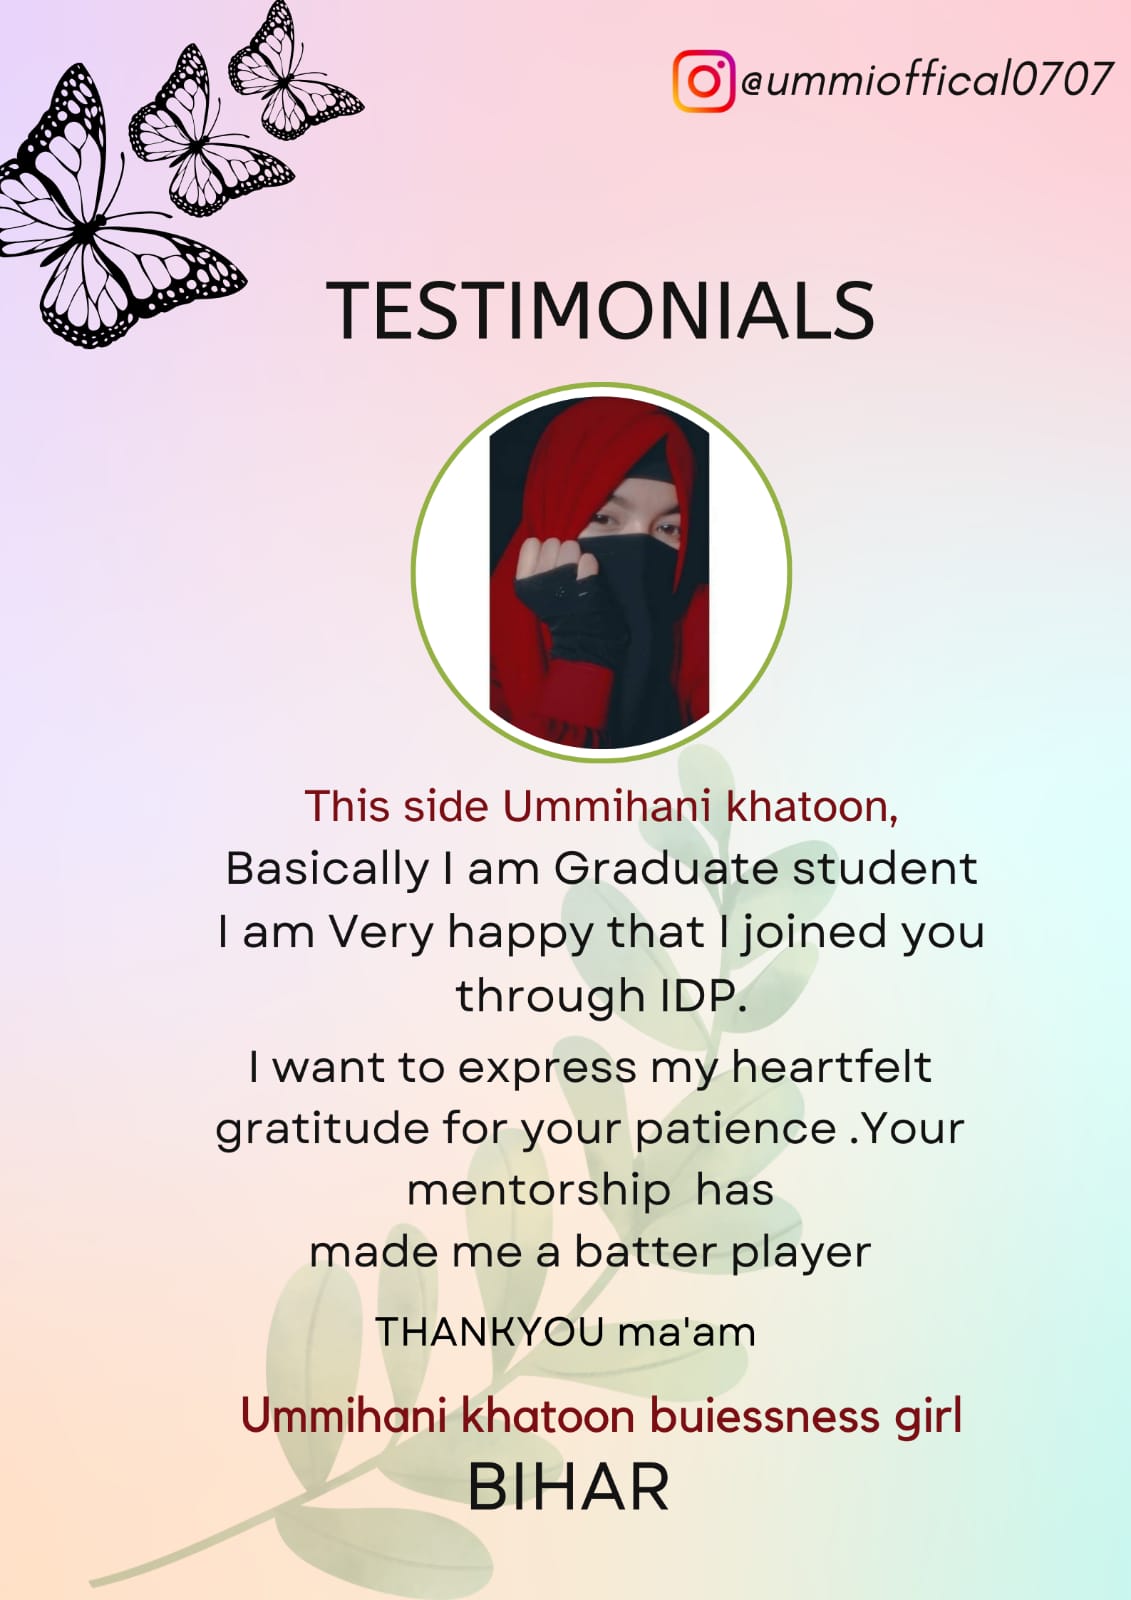 @ummioffical0707
TESTIMONIALS
This side Ummihani khatoon,
Basically I am Graduate student
I am Very happy that I joined you
through IDP.
I want to express my heartfelt
gratitude for your patience .Your
mentorship has
made me a batter player
THANKYOU ma'am
Ummihani khatoon buiessness girl
BIHAR